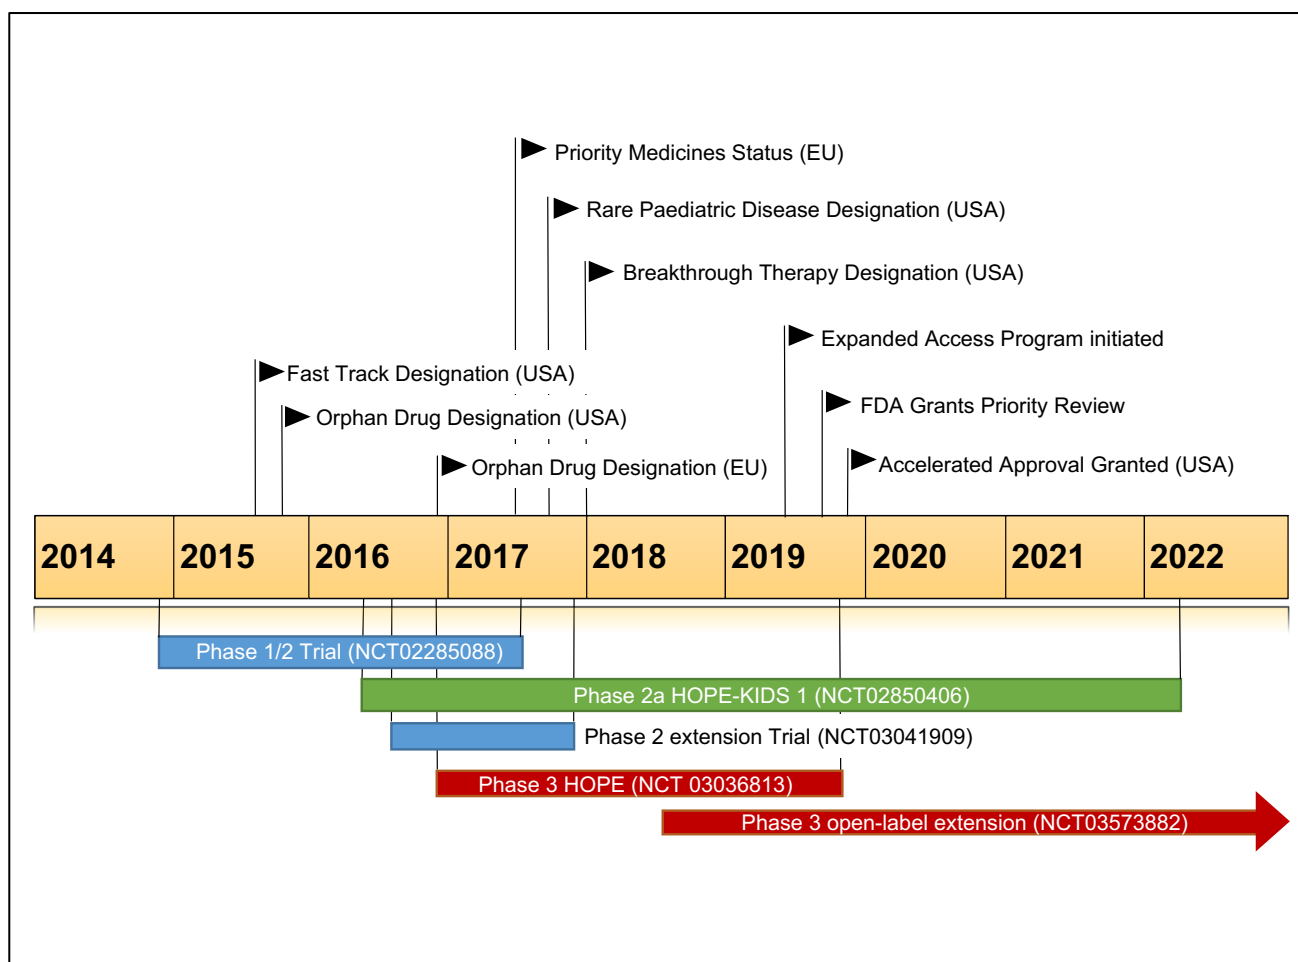 Priority Medicines Status (EU)
Rare Paediatric Disease Designation (USA)
Breakthrough Therapy Designation (USA)
Expanded Access Program initiated
Fast Track Designation (USA)
FDA Grants Priority Review
Orphan Drug Designation (USA)
Orphan Drug Designation (EU)
Accelerated Approval Granted (USA)
2014 2015 2016 2017 2018 2019 2020 2021 2022
Phase 1/2 Trial (NCT02285088)
Phase 2a HOPE-KIDS 1 (NCT02850406)
Phase 2 extension Trial (NCT03041909)
Phase 3 HOPE (NCT 03036813)
Phase 3 open-label extension (NCT03573882)